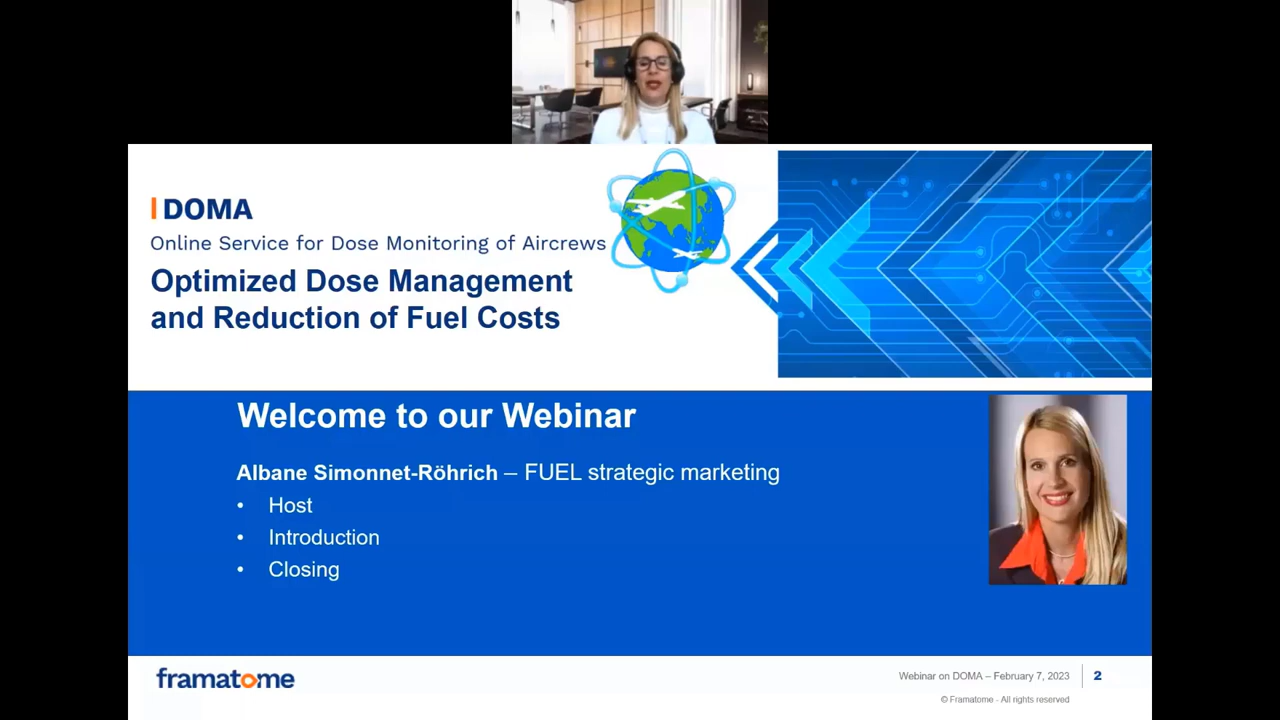 DOMA
Online Service for Dose Monitoring of Aircrews
Optimized Dose Management
and Reduction of Fuel Costs
Welcome to our Webinar
Albane Simonnet-Röhrich – FUEL strategic marketing
• Host
• Introduction
• Closing
framatome
Webinar on DOMA – February 7, 2023
2
© Framatome - All rights reserved